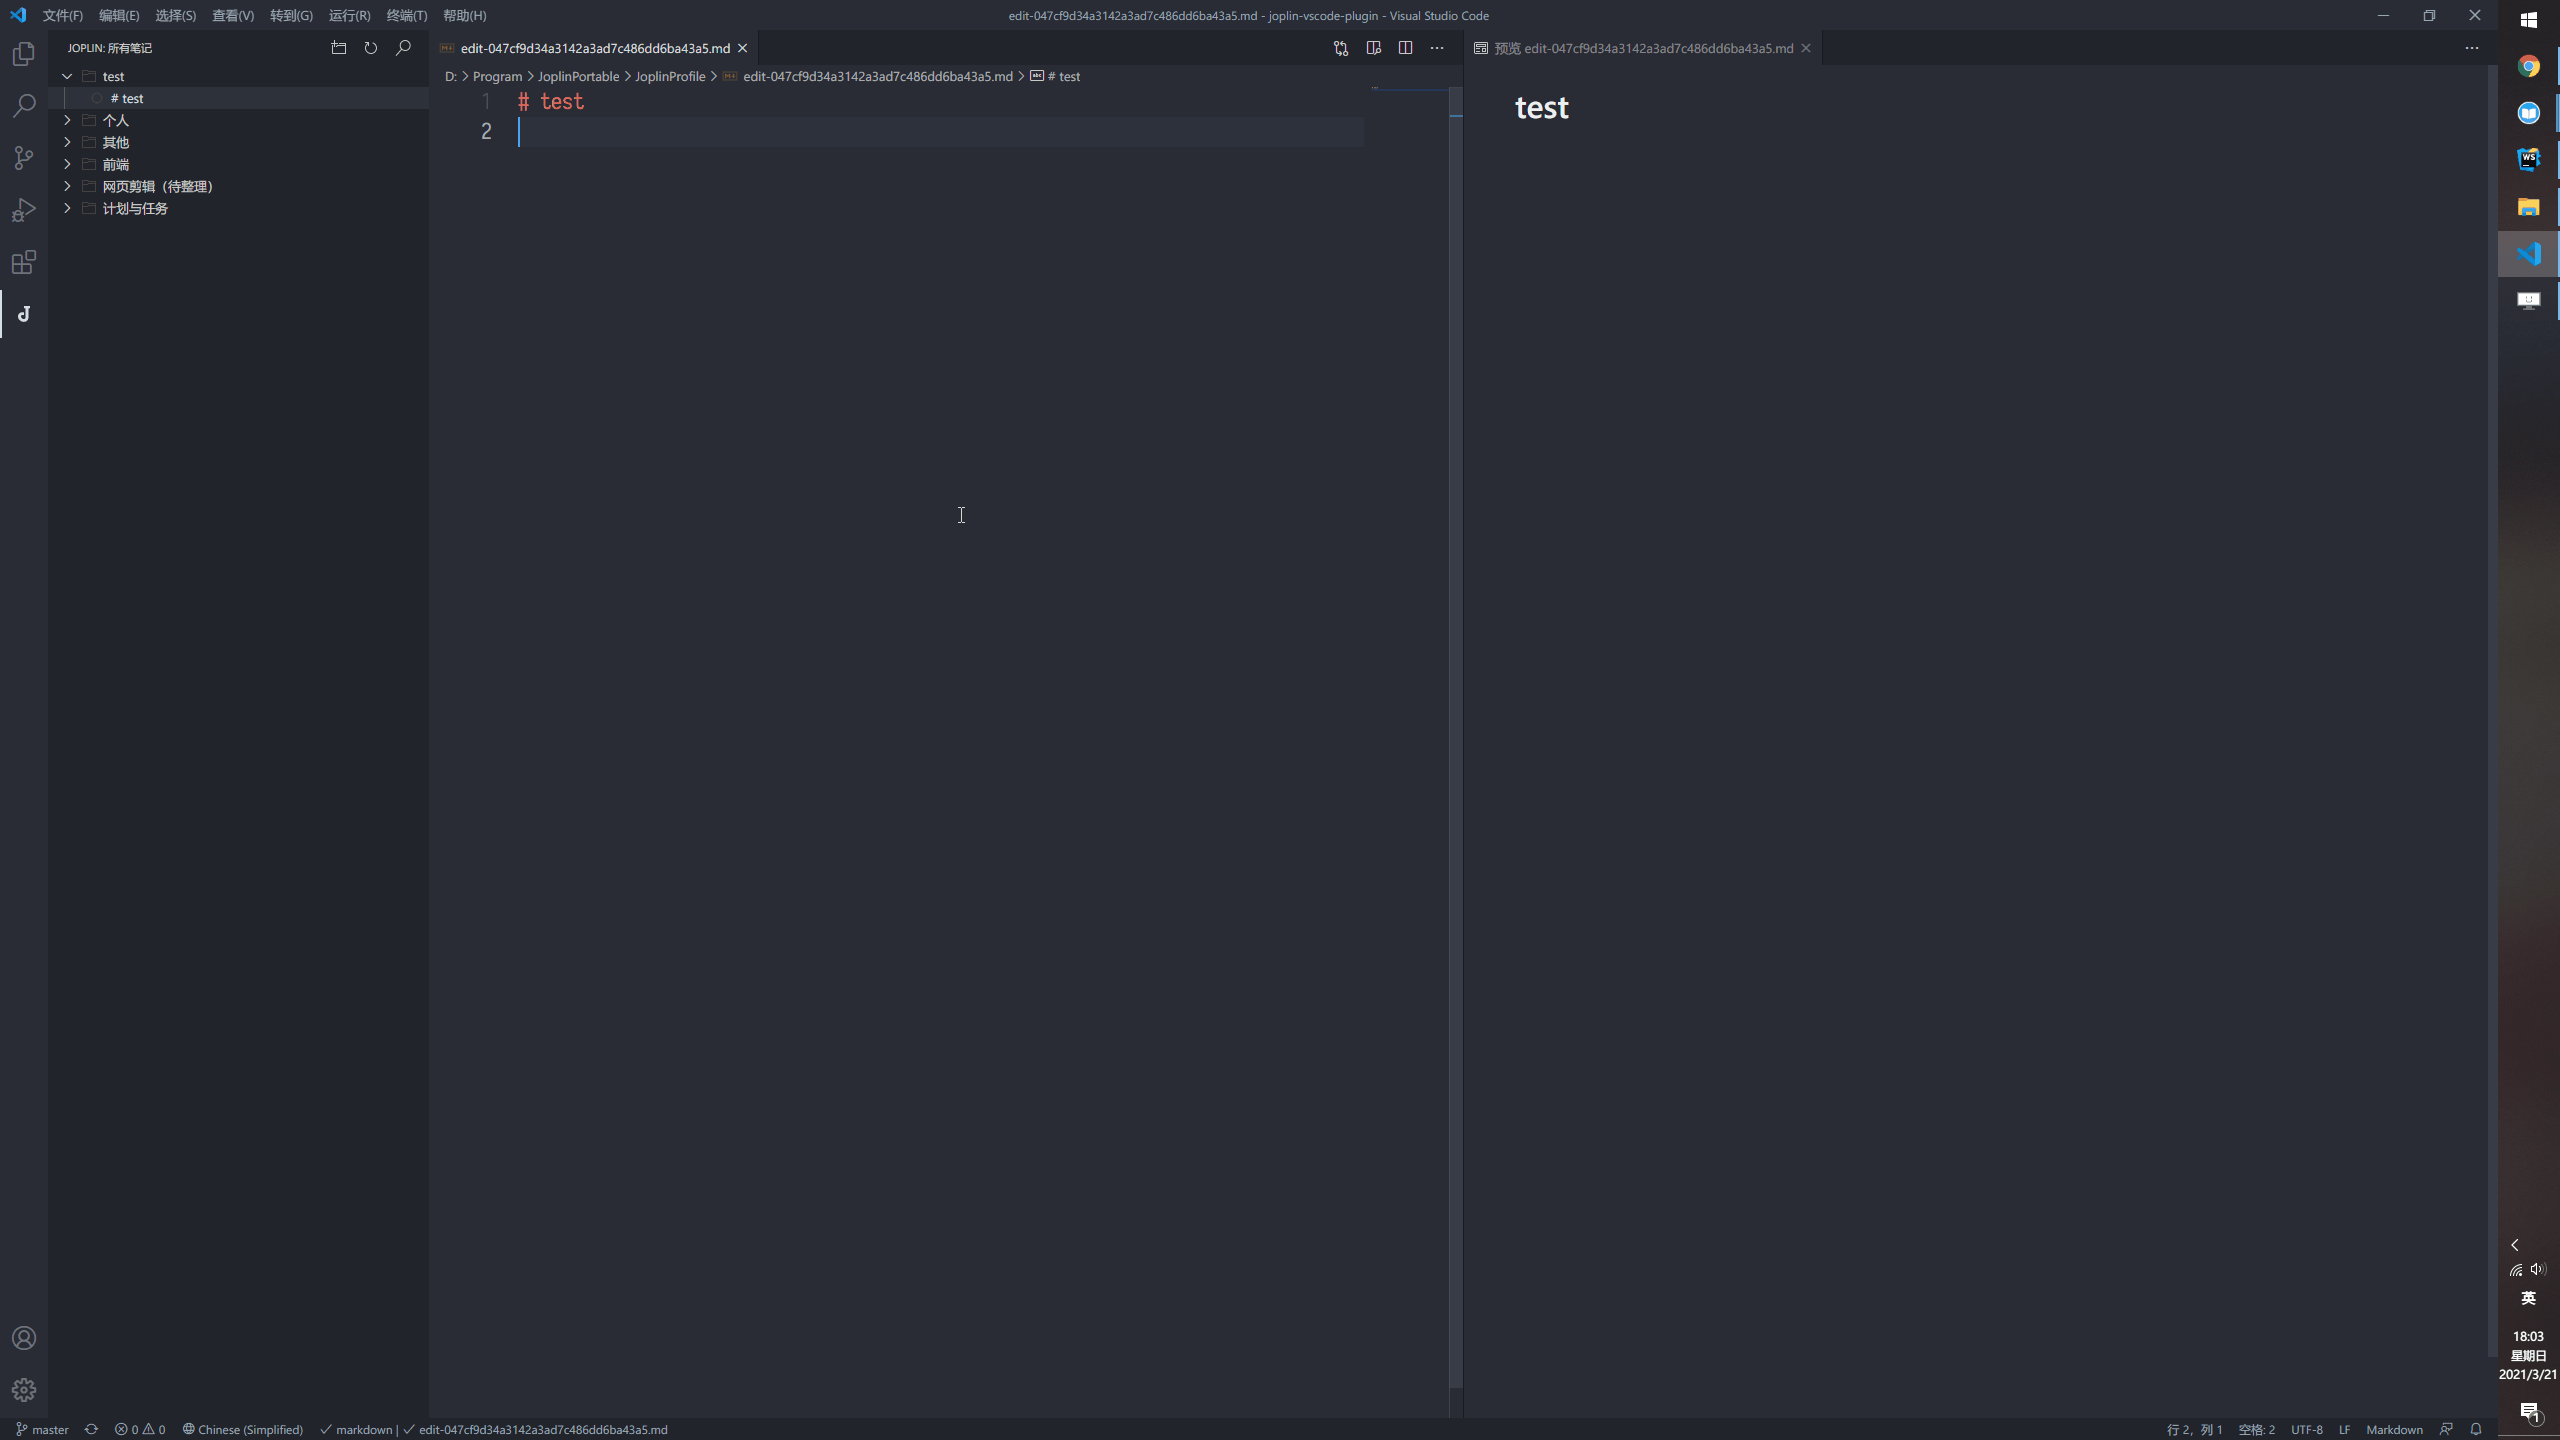 文件(F) 编辑(E) 选择(S) 查看(V) 转到(G) 运行(R) 终端(T) 帮助(H)
edit-047cf9d34a3142a3ad7c486dd6ba43a5.md - joplin-vscode-plugin - Visual Studio Code
JOPLIN: 所有笔记
test
# test
个人
其他
前端
网页剪辑（待整理）
计划与任务
edit-047cf9d34a3142a3ad7c486dd6ba43a5.md
D: > Program > JoplinPortable > JoplinProfile > edit-047cf9d34a3142a3ad7c486dd6ba43a5.md > # test
1 # test
2
预览 edit-047cf9d34a3142a3ad7c486dd6ba43a5.md
test
WS
英
18:03
星期日
2021/3/21
1
master
0 0
Chinese (Simplified)
markdown | edit-047cf9d34a3142a3ad7c486dd6ba43a5.md
行 2，列 1
空格: 2
UTF-8
LF
Markdown